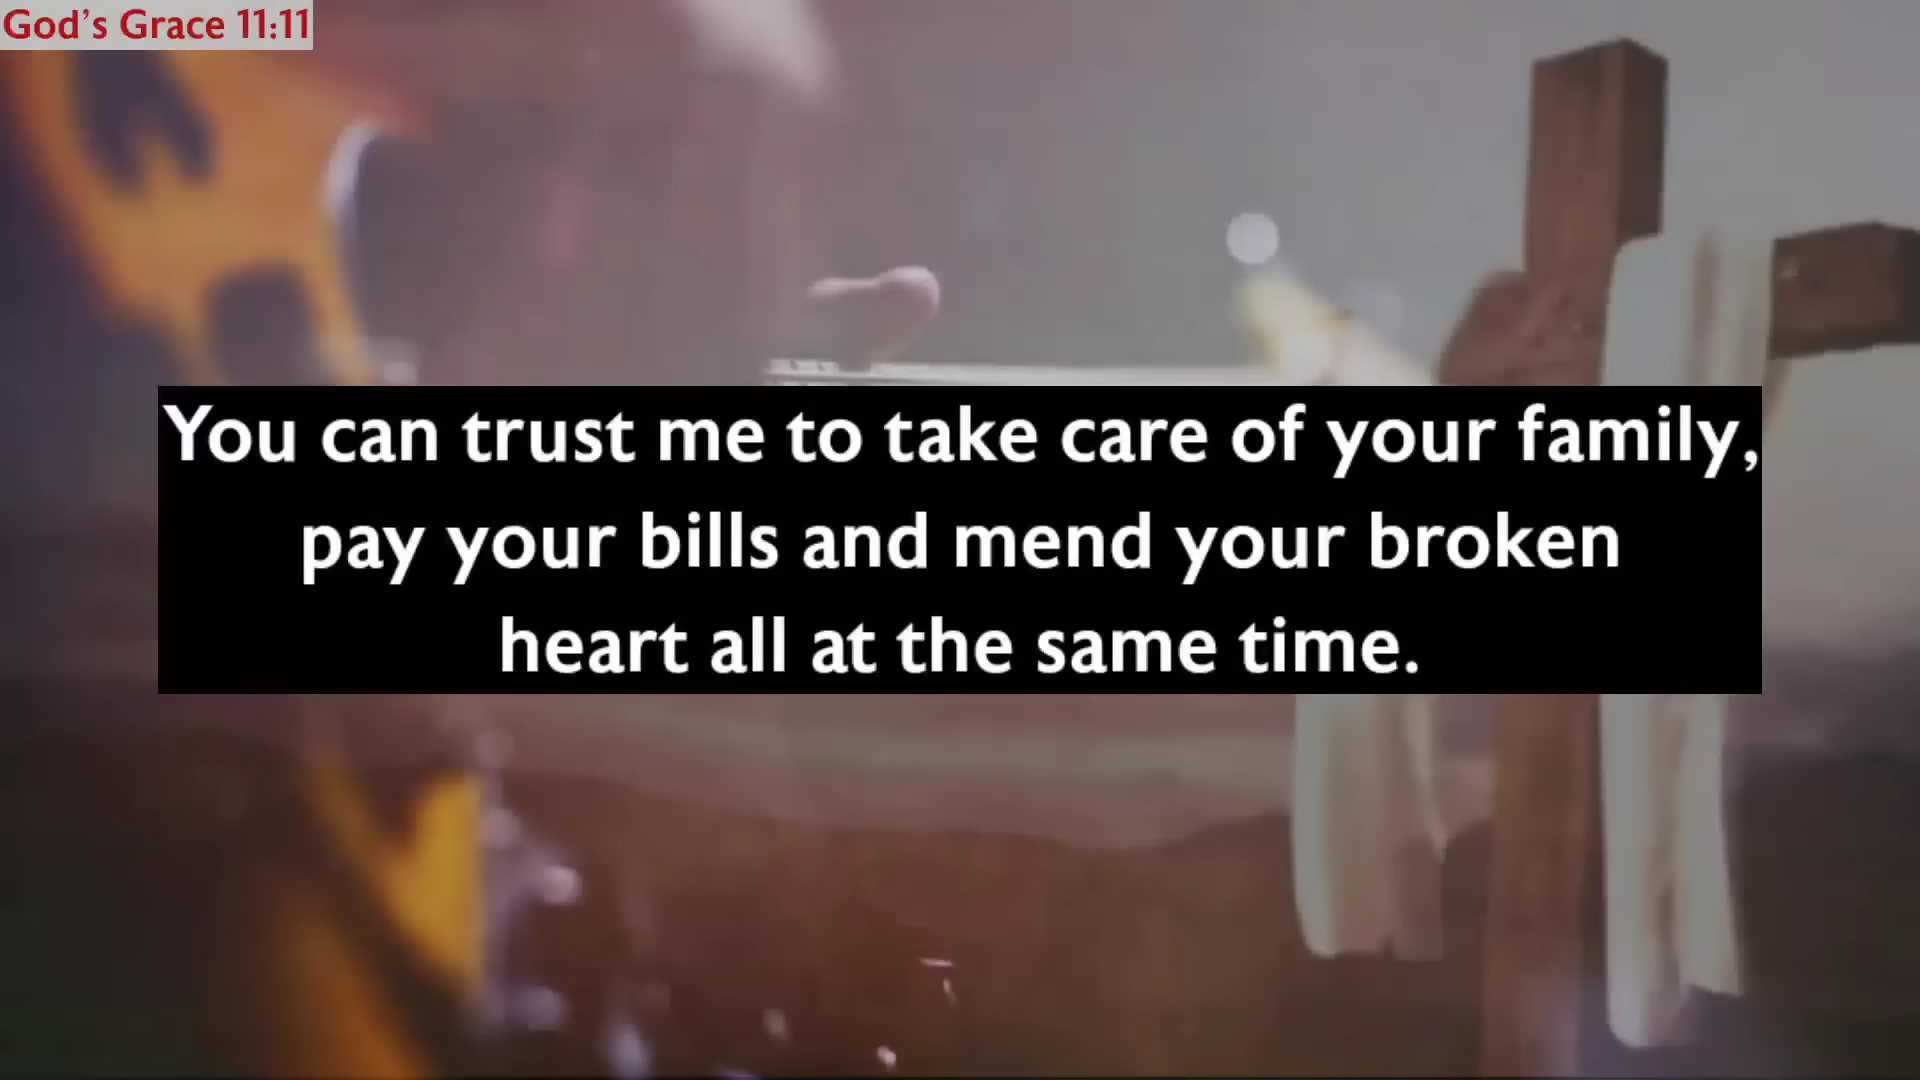 God's Grace 11:11
You can trust me to take care of your family,
pay your bills and mend your broken
heart all at the same time.